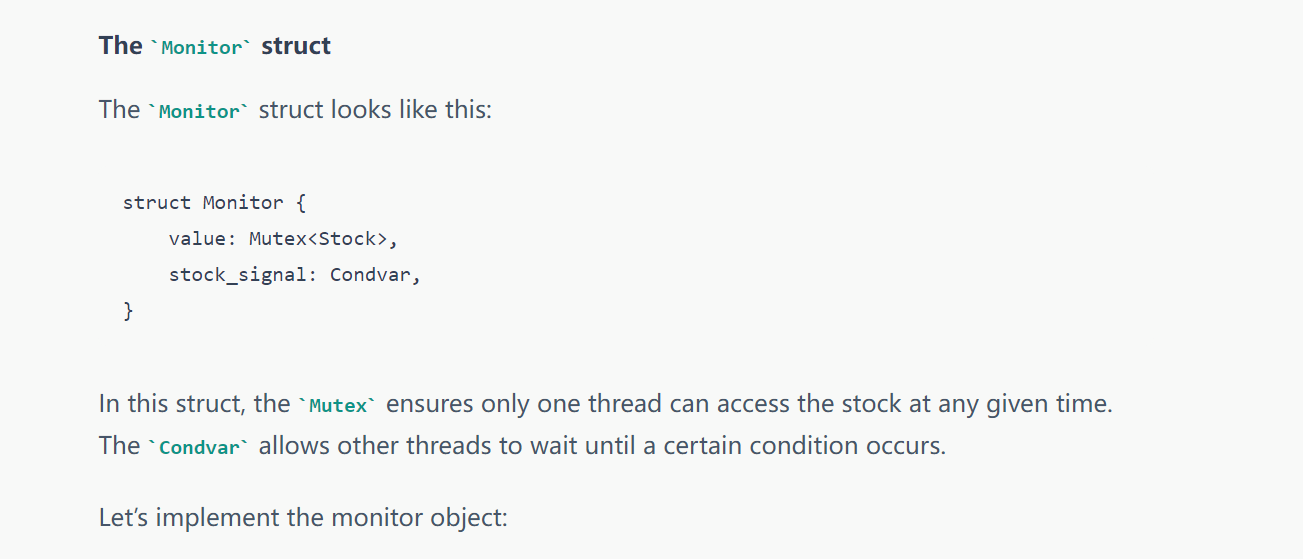 The `Monitor` struct
The `Monitor` struct looks like this:
struct Monitor {
    value: Mutex<Stock>,
    stock_signal: Condvar,
}
In this struct, the `Mutex` ensures only one thread can access the stock at any given time.
The `Condvar` allows other threads to wait until a certain condition occurs.
Let’s implement the monitor object: